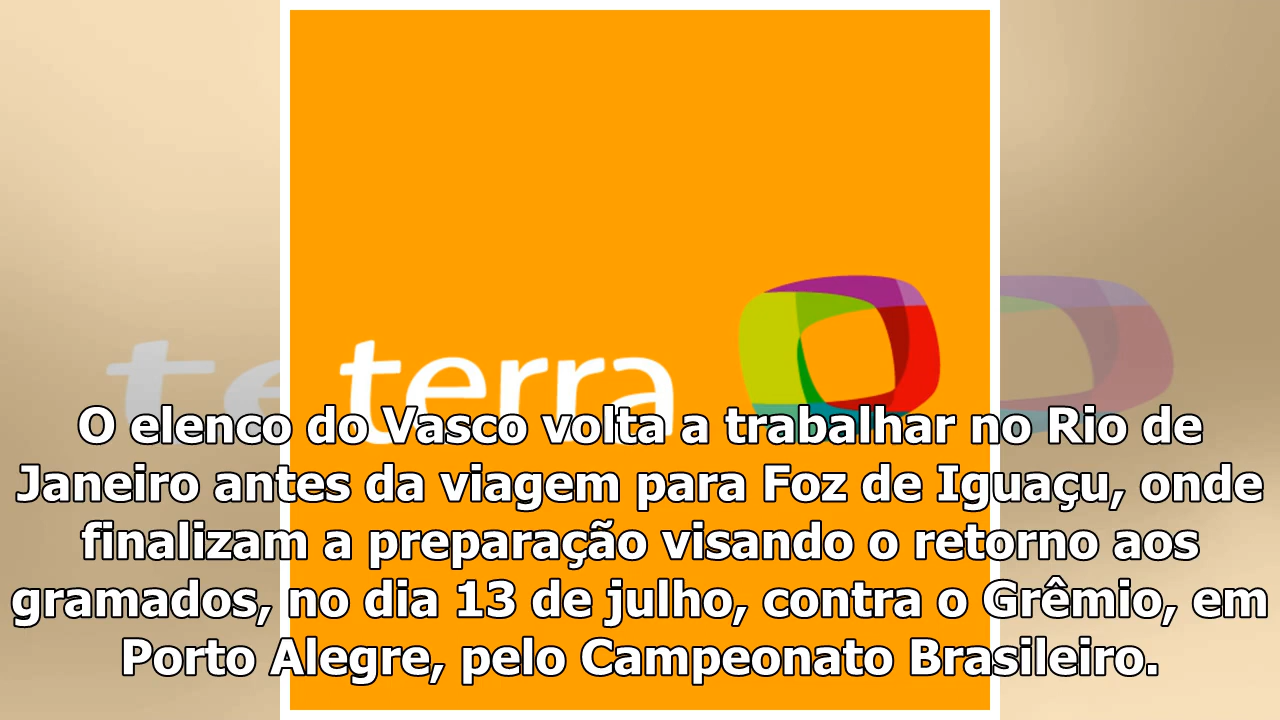 terra
te
O elenco do Vasco volta a trabalhar no Rio de
Janeiro antes da viagem para Foz de Iguaçu, onde
finalizam a preparação visando o retorno aos
gramados, no dia 13 de julho, contra o Grêmio, em
Porto Alegre, pelo Campeonato Brasileiro.